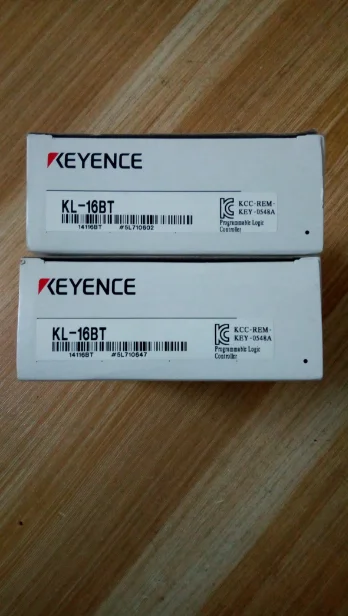 KEYENCE
KL-16BT
14116BT #5L710602
KCC-REM-
KEY-0548A
Programmable Logic
Controller
KEYENCE
KL-16BT
14116BT #5L710647
KCC-REM-
KEY-0548A
Programmable Logic
Controller